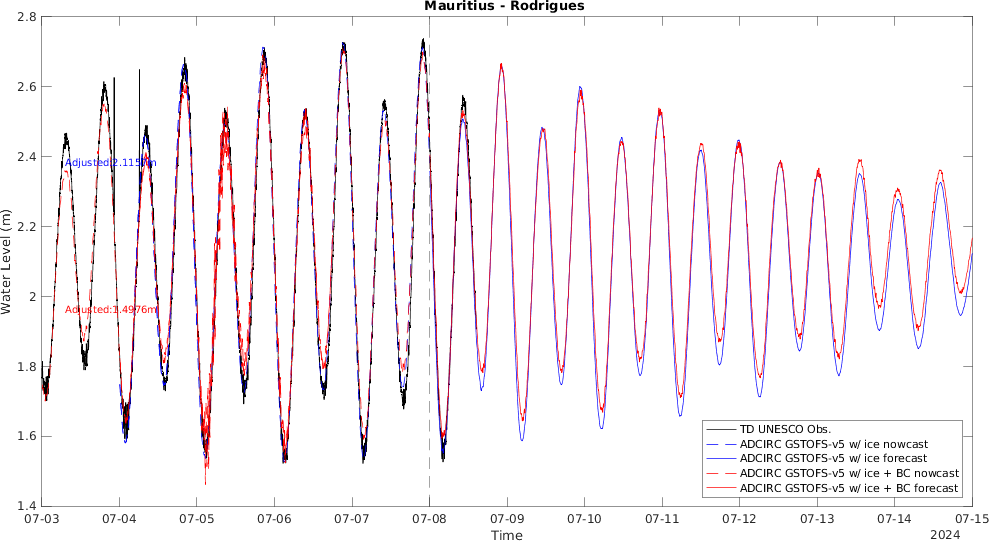 Mauritius - Rodrigues
2.8
2.6
2.4
2.2
2
1.8
1.6
1.4
Water Level (m)
Adjusted:1.4976m
TD UNESCO Obs.
ADCIRC GSTOFS-v5 w/ ice nowcast
ADCIRC GSTOFS-v5 w/ ice forecast
ADCIRC GSTOFS-v5 w/ ice + BC nowcast
ADCIRC GSTOFS-v5 w/ ice + BC forecast
07-03 07-04 07-05 07-06 07-07 07-08 07-09 07-10 07-11 07-12 07-13 07-14 07-15
Time
2024